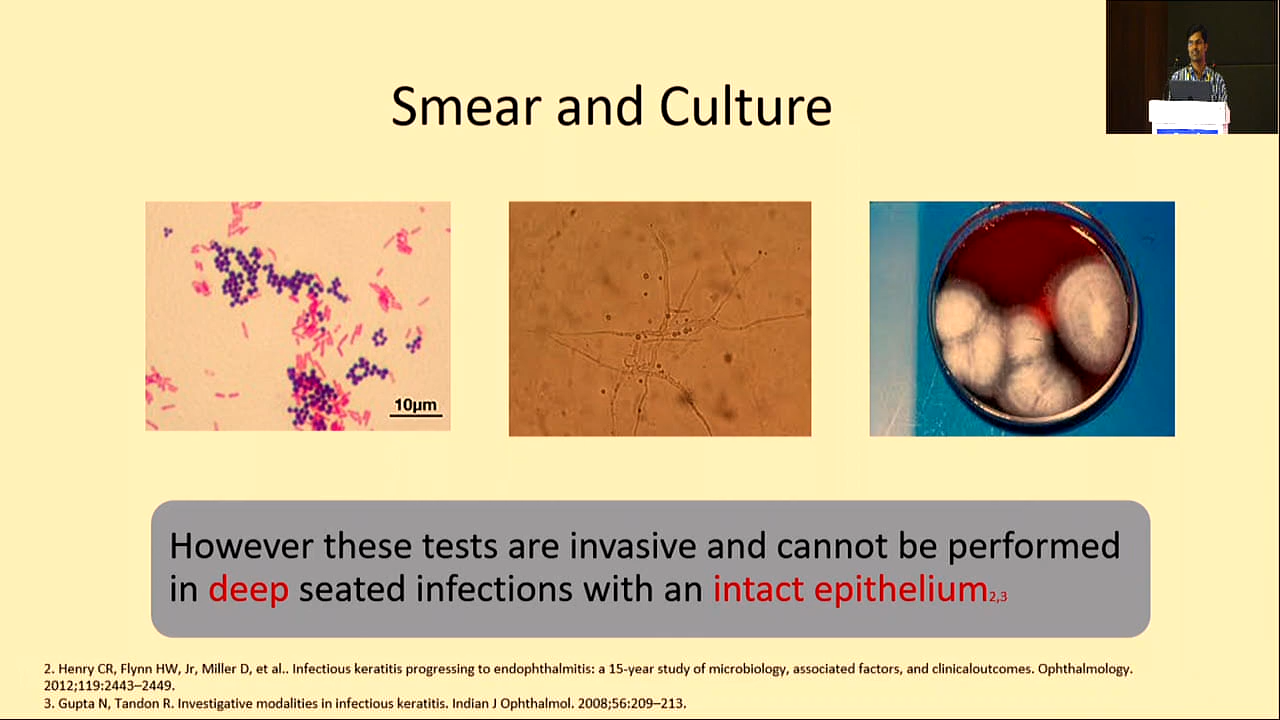 Smear and Culture
10µm
However these tests are invasive and cannot be performed
in deep seated infections with an intact epithelium2,3
2. Henry CR, Flynn HW, Jr, Miller D, et al.. Infectious keratitis progressing to endophthalmitis: a 15-year study of microbiology, associated factors, and clinicaloutcomes. Ophthalmology.
2012;119:2443–2449.
3. Gupta N, Tandon R. Investigative modalities in infectious keratitis. Indian J Ophthalmol. 2008;56:209–213.